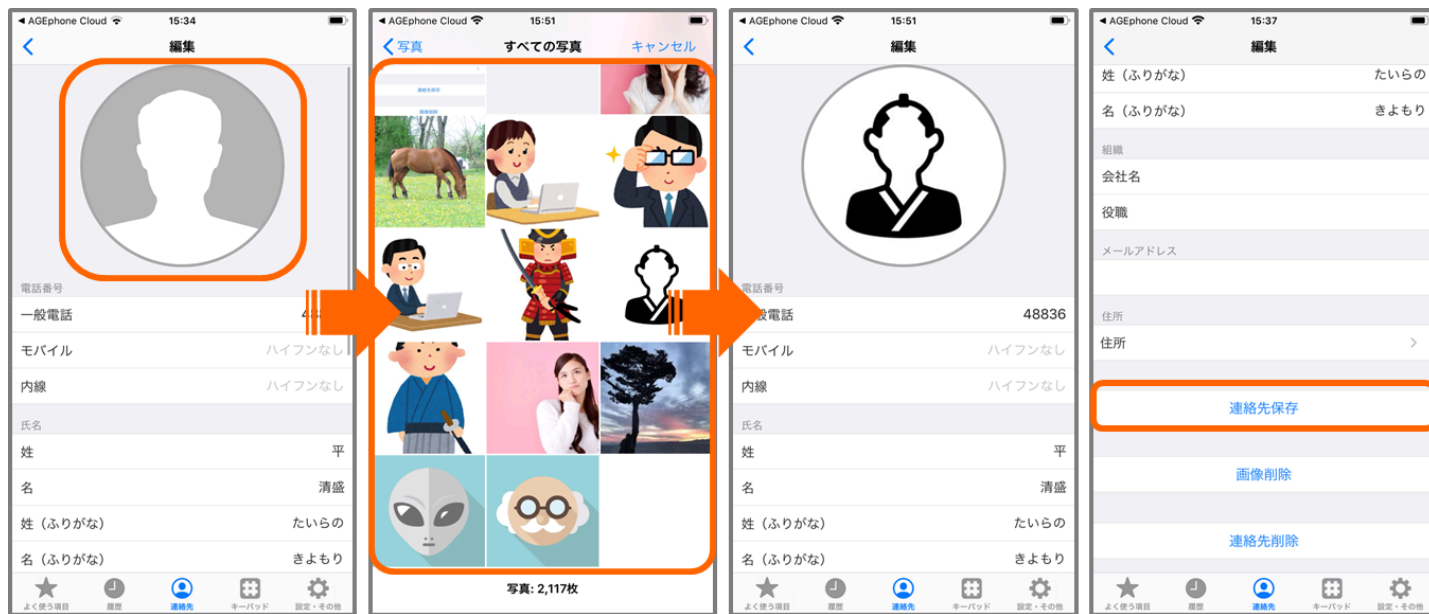 ◀ AGEphone Cloud 15:34
編集
電話番号
一般電話
モバイル ハイフンなし
内線 ハイフンなし
氏名
姓 平
名 清盛
姓（ふりがな） たいらの
名（ふりがな） きよもり
よく使う項目 履歴 連絡先 キーパッド 設定・その他
◀ AGEphone Cloud 15:51
写真 すべての写真 キャンセル
連絡先保存
画像削除
写真: 2,117枚
◀ AGEphone Cloud 15:51
編集
電話番号
般電話 48836
モバイル ハイフンなし
内線 ハイフンなし
氏名
姓 平
名 清盛
姓（ふりがな） たいらの
名（ふりがな） きよもり
よく使う項目 履歴 連絡先 キーパッド 設定・その他
◀ AGEphone Cloud 15:37
編集
姓（ふりがな） たいらの
名（ふりがな） きよもり
組織
会社名
役職
メールアドレス
住所
住所
連絡先保存
画像削除
連絡先削除
よく使う項目 履歴 連絡先 キーパッド 設定・その他